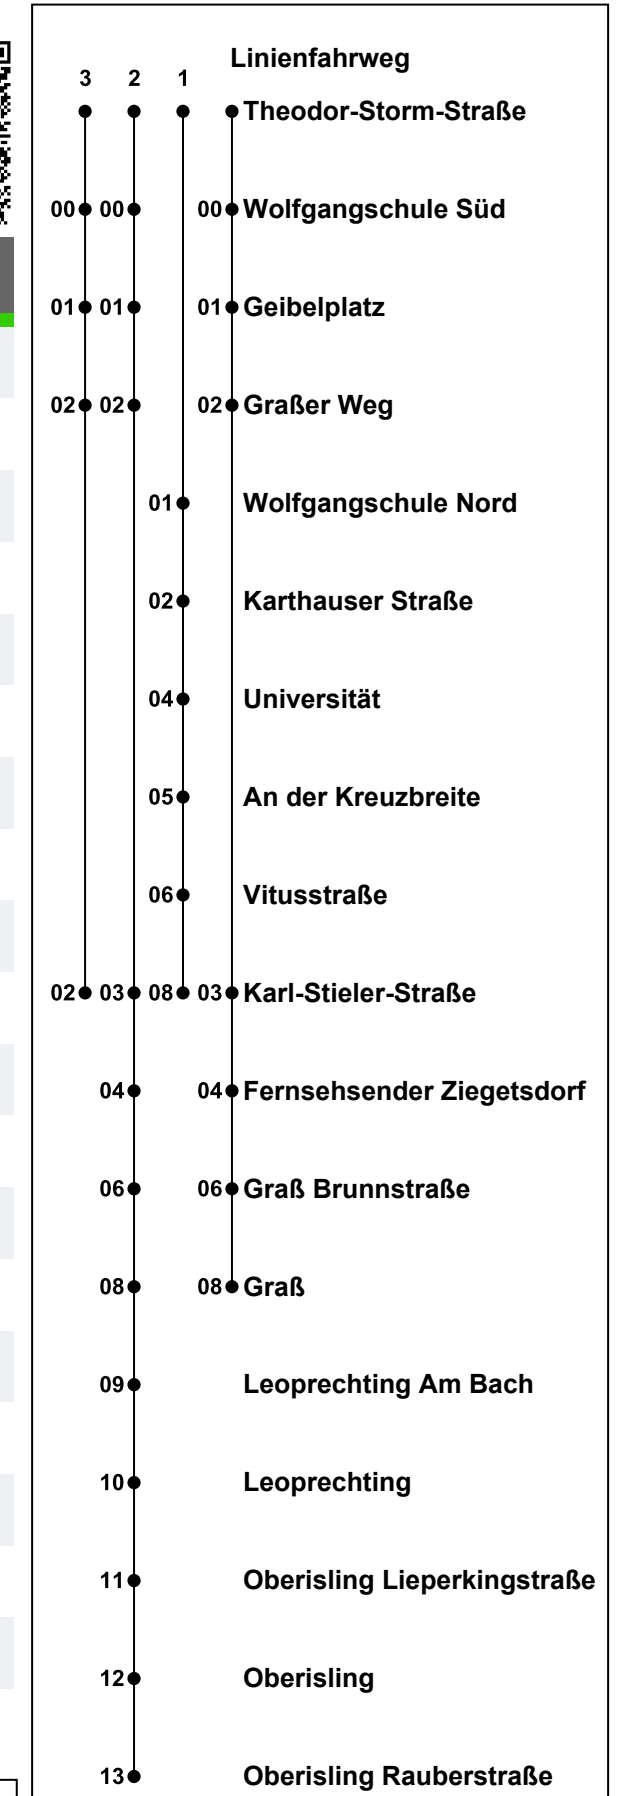 Linienfahrweg
3 2 1
Theodor-Storm-Straße
00 00 00 Wolfgangschule Süd
01 01 01 Geibelplatz
02 02 02 Graßer Weg
01 Wolfgangschule Nord
02 Karthauser Straße
04 Universität
05 An der Kreuzbreite
06 Vitusstraße
02 03 08 03 Karl-Stieler-Straße
04 04 Fernsehsender Ziegetsdorf
06 06 Graß Brunnstraße
08 08 Graß
09 Leoprechting Am Bach
10 Leoprechting
11 Oberisling Lieperkingstraße
12 Oberisling
13 Oberisling Rauberstraße